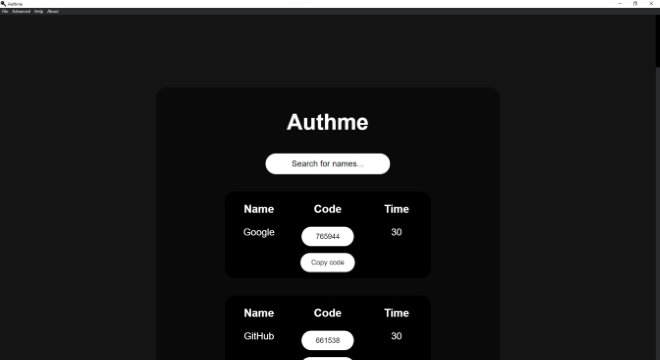 Authme
File Advanced Help About
Authme
Search for names...
Name Code Time
Google 765944 30
Copy code
Name Code Time
GitHub 661538 30